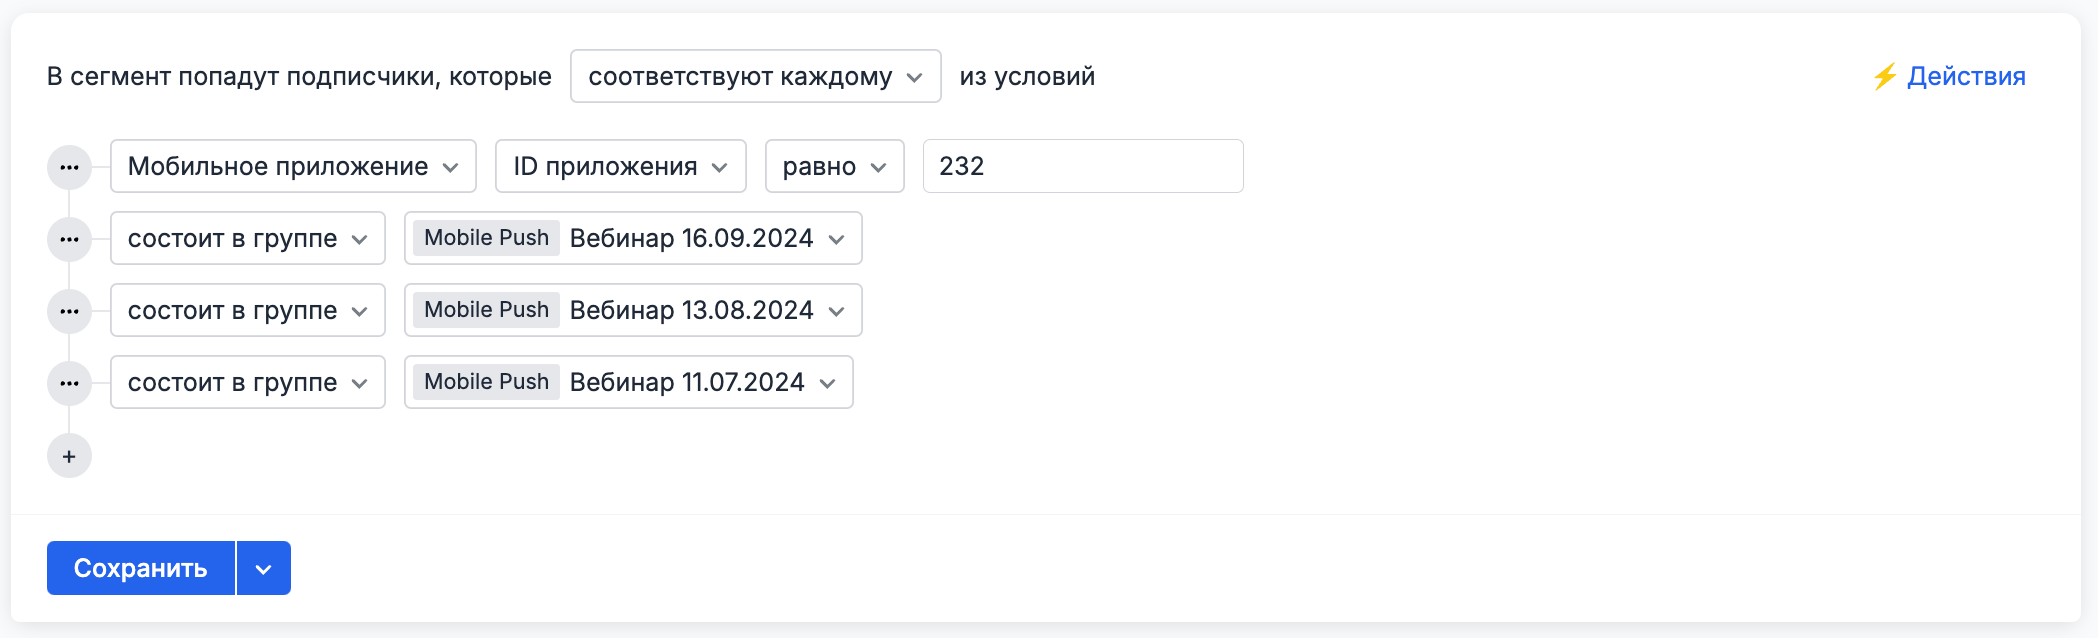 В сегмент попадут подписчики, которые соответствуют каждому из условий ⚡ Действия
Мобильное приложение ID приложения равно 232
состоит в группе Mobile Push Вебинар 16.09.2024
состоит в группе Mobile Push Вебинар 13.08.2024
состоит в группе Mobile Push Вебинар 11.07.2024
+
Сохранить